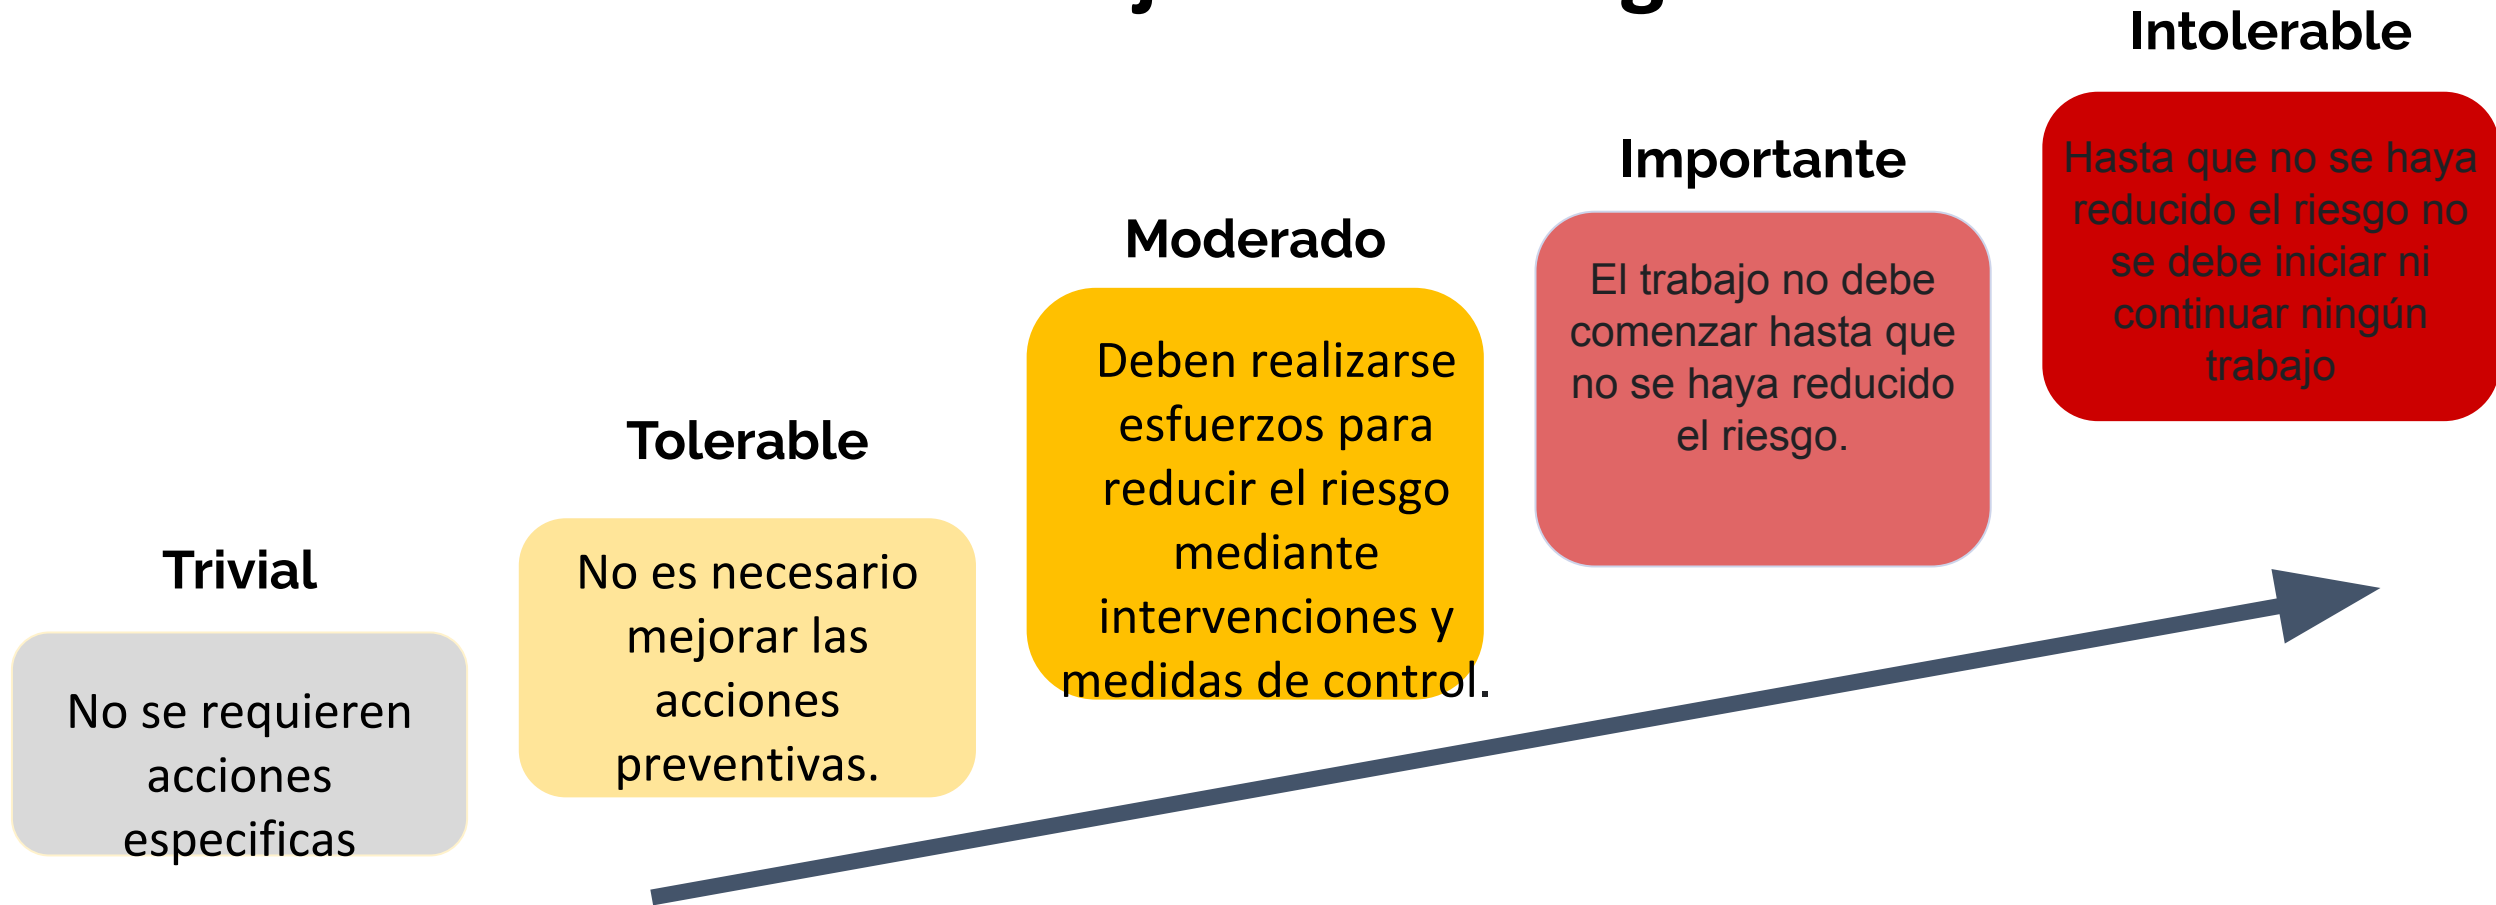 Trivial
No se requieren
acciones
especificas
Tolerable
No es necesario
mejorar las
acciones
preventivas.
Moderado
Deben realizarse
esfuerzos para
reducir el riesgo
mediante
intervenciones y
medidas de control.
Importante
El trabajo no debe
comenzar hasta que
no se haya reducido
el riesgo.
Intolerable
Hasta que no se haya
reducido el riesgo no
se debe iniciar ni
continuar ningún
trabajo